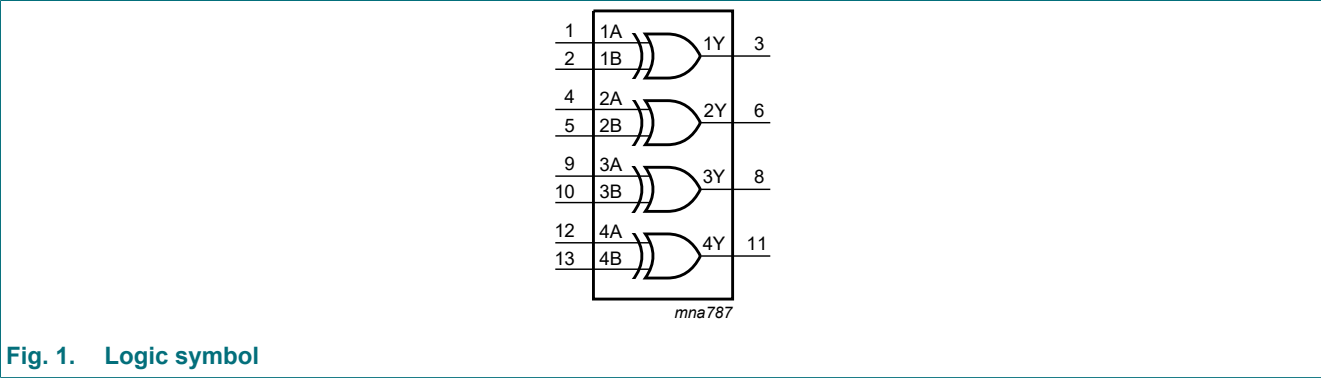 1 1A 1Y 3
2 1B
4 2A 2Y 6
5 2B
9 3A 3Y 8
10 3B
12 4A 4Y 11
13 4B
mna787
Fig. 1. Logic symbol